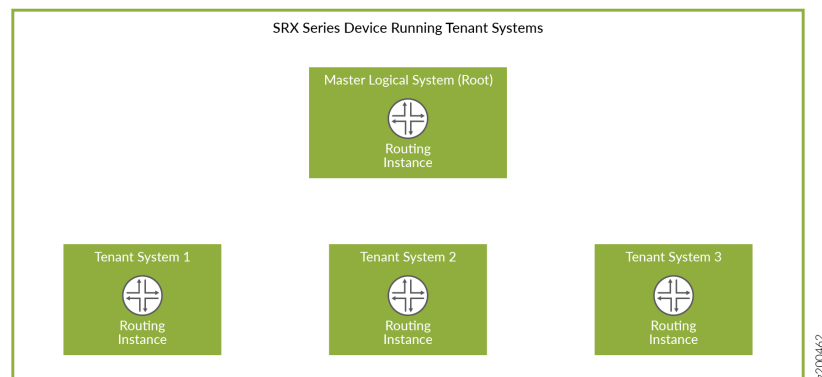 SRX Series Device Running Tenant Systems
Master Logical System (Root)
Routing
Instance
Tenant System 1
Routing
Instance
Tenant System 2
Routing
Instance
Tenant System 3
Routing
Instance